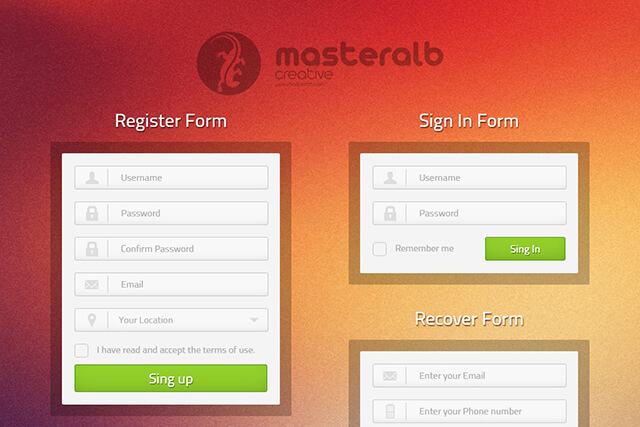 masteralb
creative
Register Form
Username
Password
Confirm Password
Email
Your Location
I have read and accept the terms of use.
Sing up
Sign In Form
Username
Password
Remember me
Sing In
Recover Form
Enter your Email
Enter your Phone number